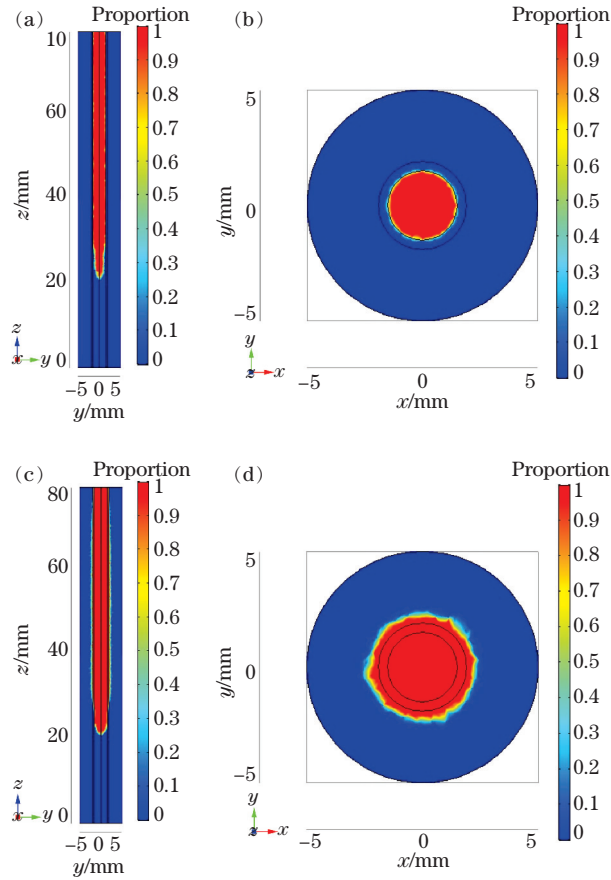 (a)
Proportion
10
60
40
20
0
z/mm
−5 0 5
y/mm
z
x
y
1
0.9
0.8
0.7
0.6
0.5
0.4
0.3
0.2
0.1
0
(b)
Proportion
5
0
−5
y/mm
−5
0
5
x/mm
y
z
x
1
0.9
0.8
0.7
0.6
0.5
0.4
0.3
0.2
0.1
0
(c)
Proportion
80
60
40
20
0
z/mm
−5 0 5
y/mm
z
x
y
1
0.9
0.8
0.7
0.6
0.5
0.4
0.3
0.2
0.1
0
(d)
Proportion
5
0
−5
y/mm
−5
0
5
x/mm
y
z
x
1
0.9
0.8
0.7
0.6
0.5
0.4
0.3
0.2
0.1
0